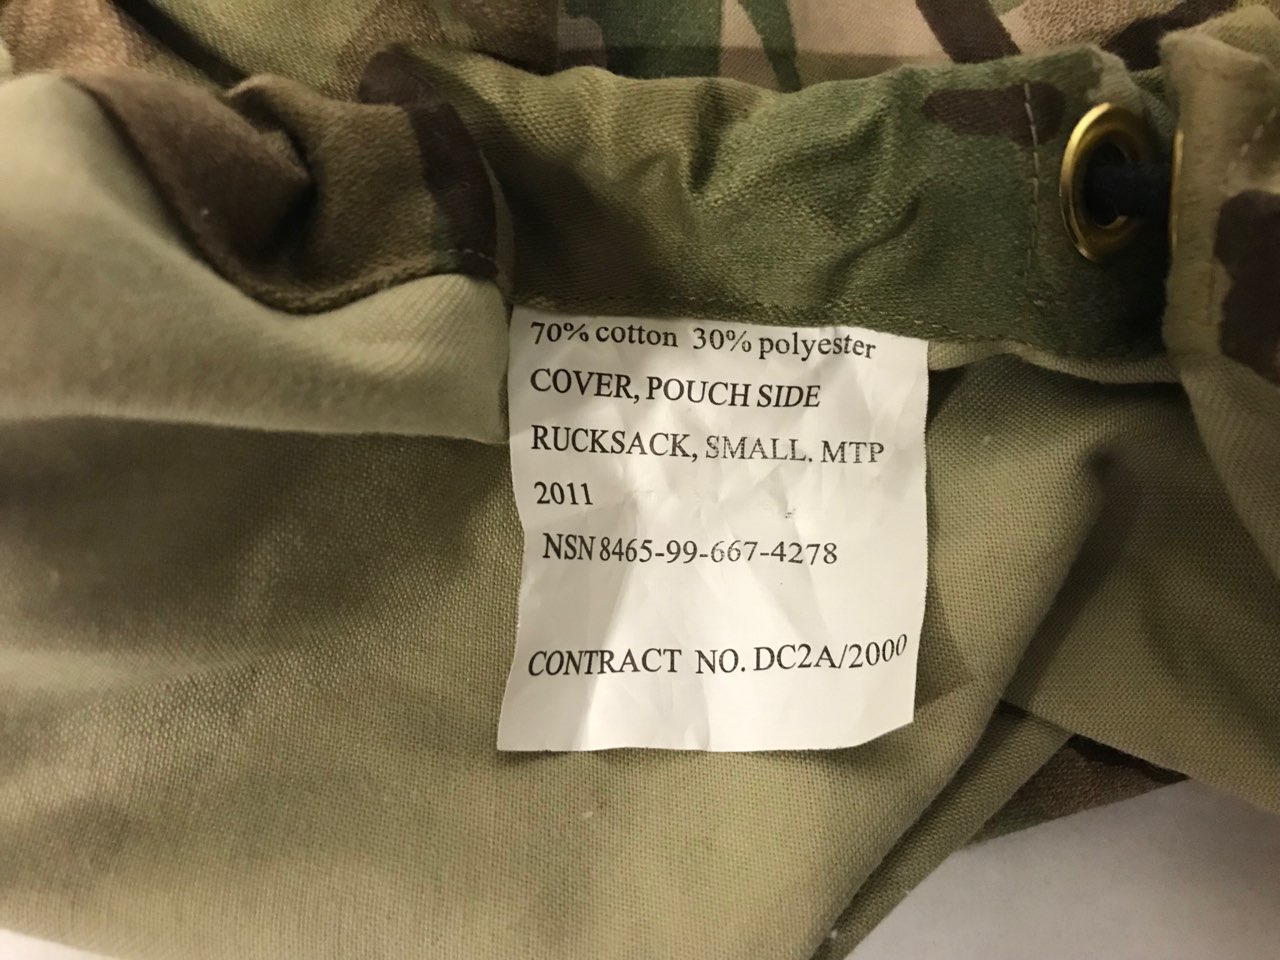 70% cotton 30% polyester
COVER, POUCH SIDE
RUCKSACK, SMALL. MTP
2011
NSN 8465-99-667-4278
CONTRACT NO. DC2A/2000